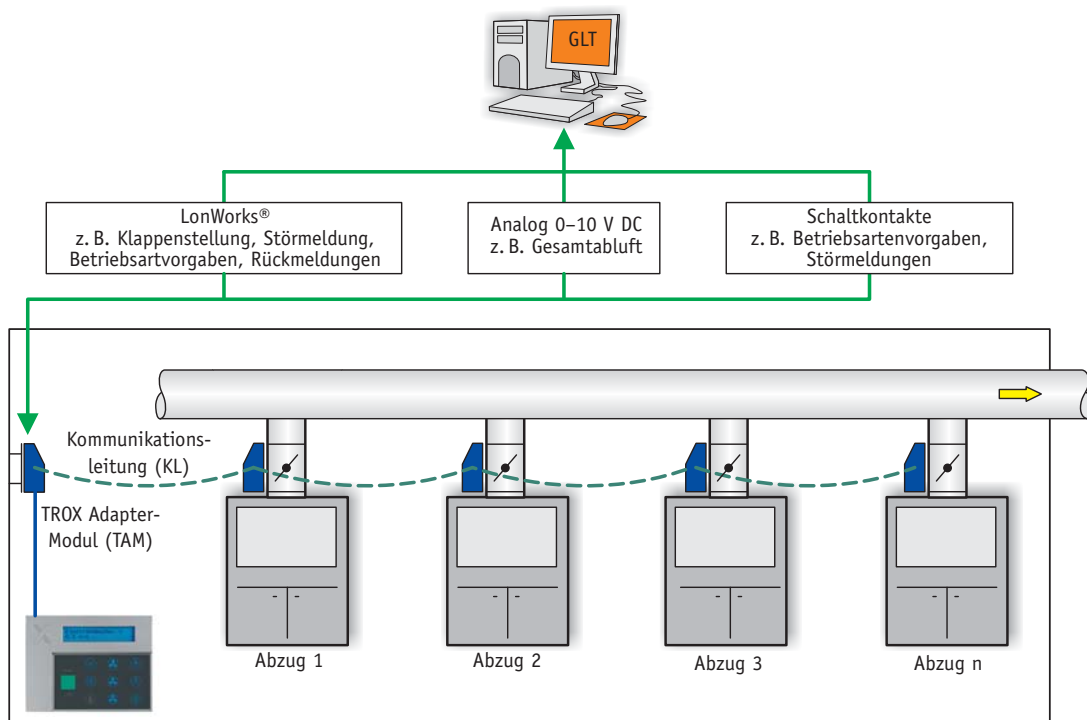 GLT
LonWorks®
z. B. Klappenstellung, Störmeldung,
Betriebsartvorgaben, Rückmeldungen
Analog 0–10 V DC
z. B. Gesamtabluft
Schaltkontakte
z. B. Betriebsartenvorgaben,
Störmeldungen
Kommunikations-
leitung (KL)
TROX Adapter-
Modul (TAM)
Abzug 1
Abzug 2
Abzug 3
Abzug n